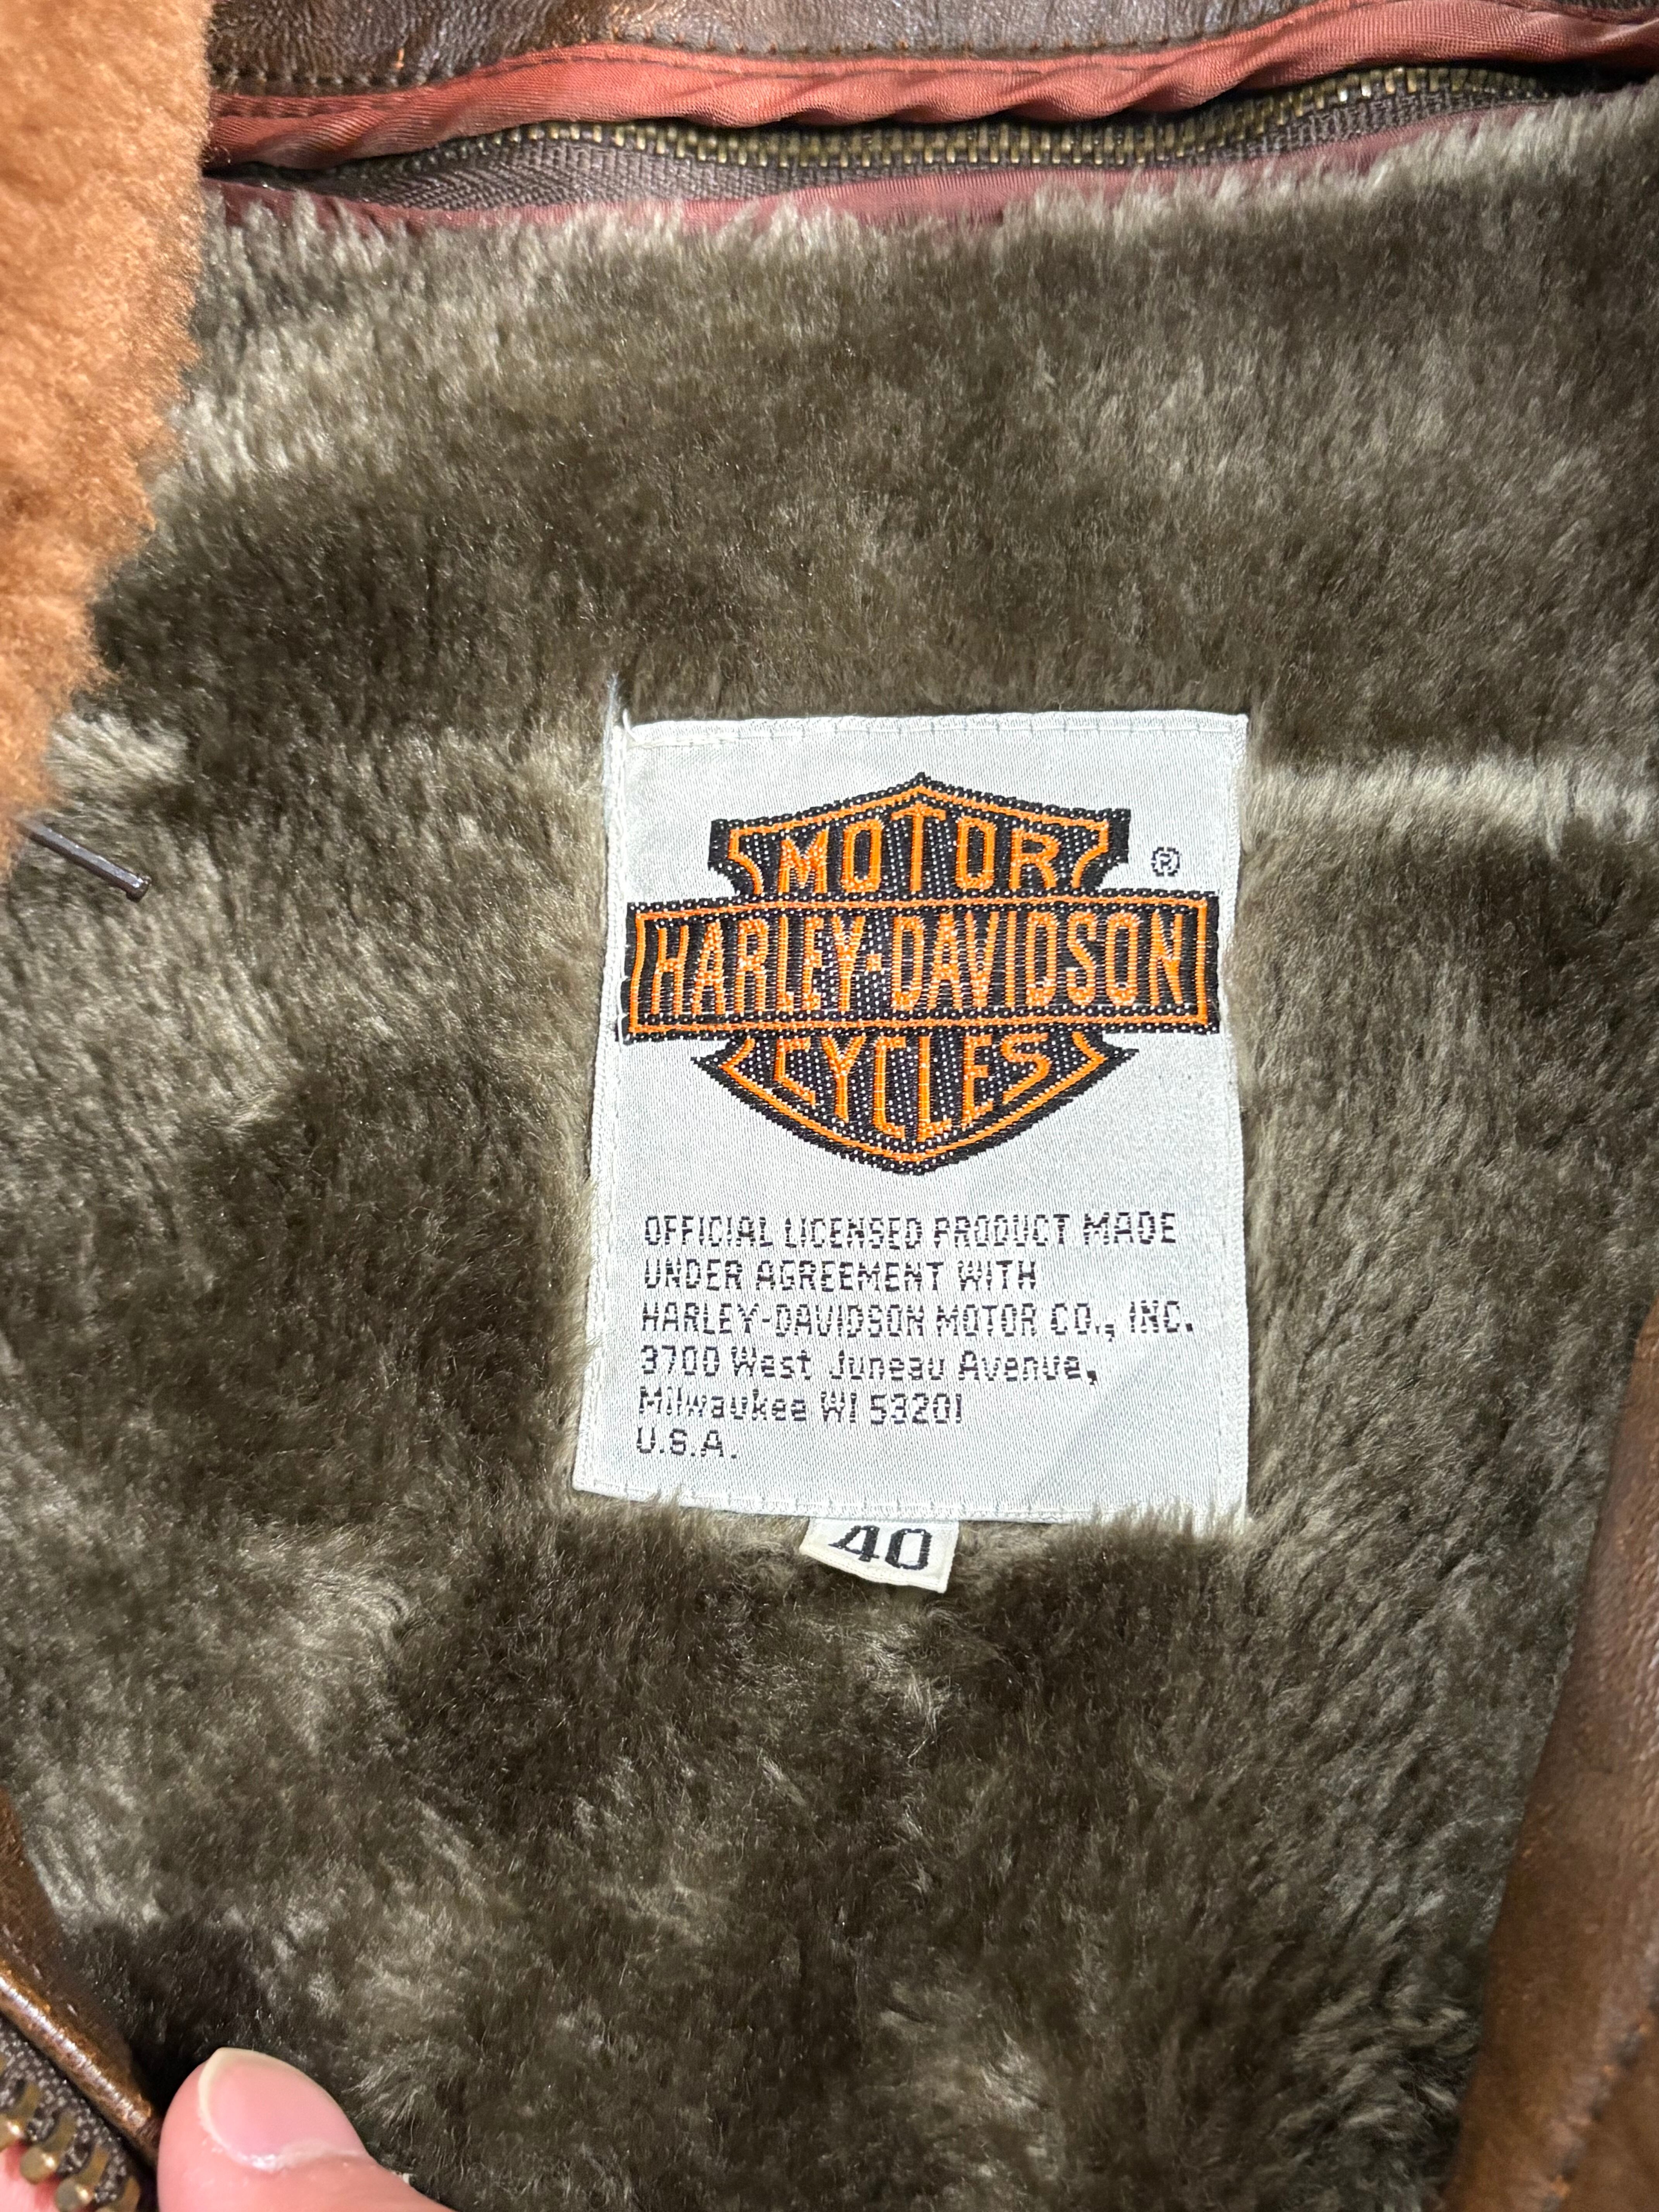 MOTOR
®
HARLEY-DAVIDSON
CYCLES
OFFICIAL LICENSED PRODUCT MADE
UNDER AGREEMENT WITH
HARLEY-DAVIDSON MOTOR CO., INC.
3700 West Juneau Avenue,
Milwaukee WI 53201
U.S.A.
40